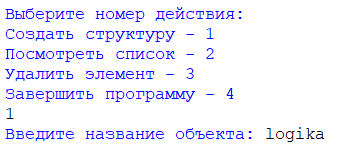 Выберите номер действия:
Создать структуру - 1
Посмотреть список - 2
Удалить элемент - 3
Завершить программу - 4
1
Введите название объекта: logika